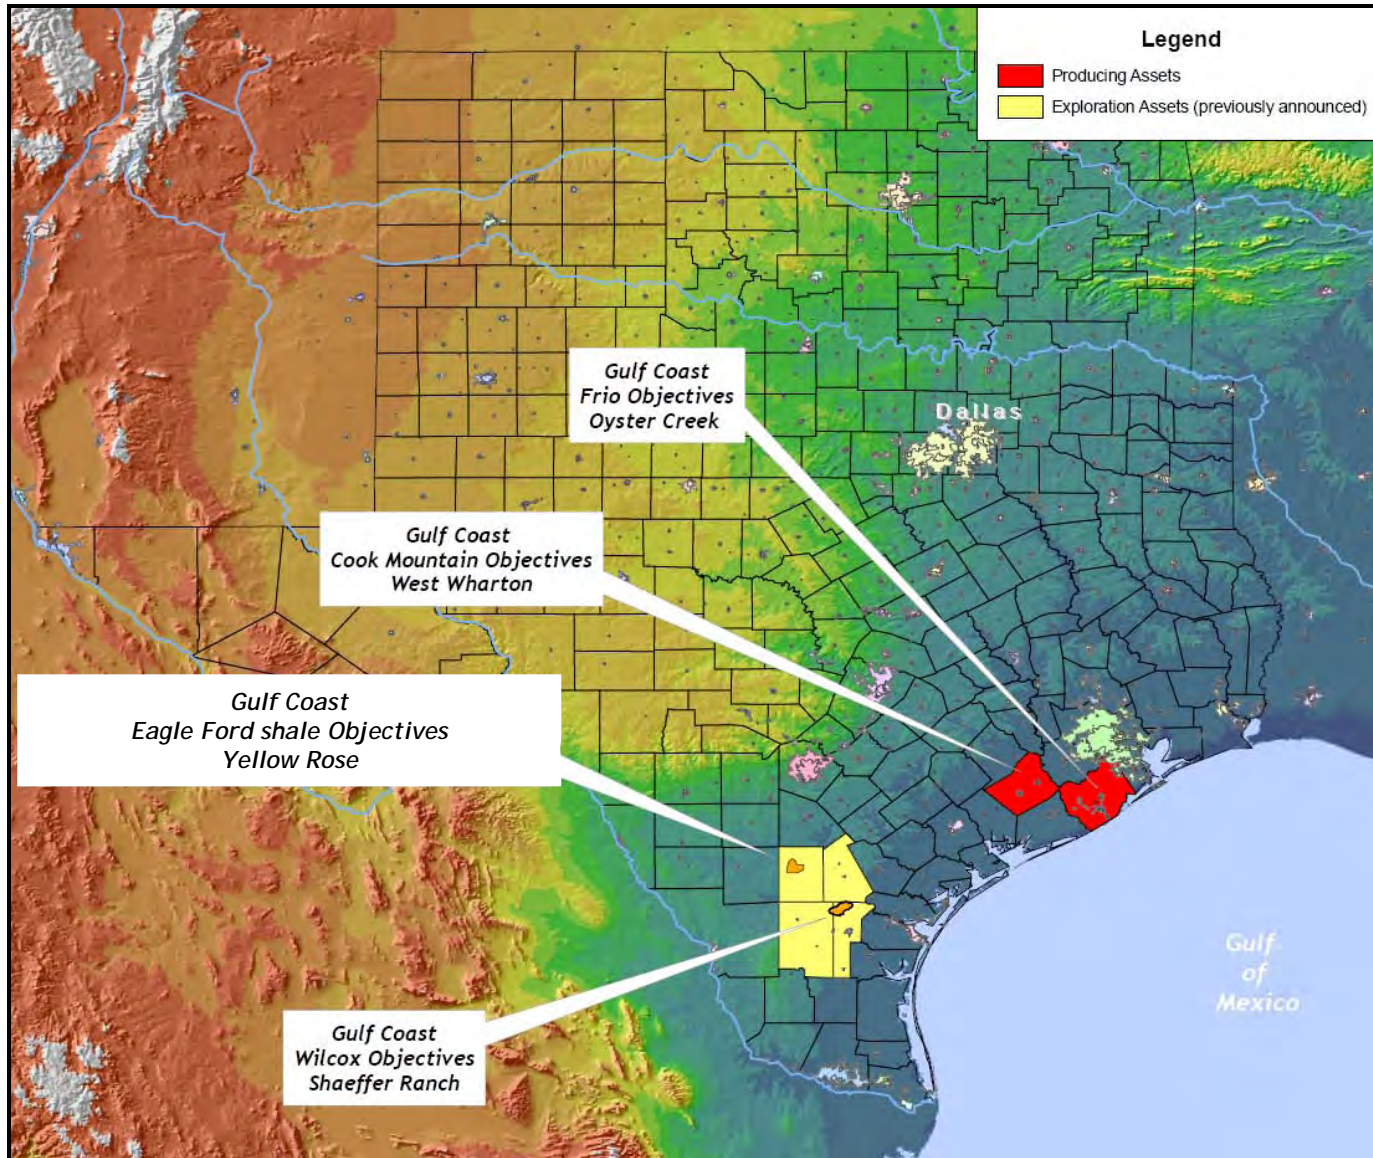 Legend
Producing Assets
Exploration Assets (previously announced)
Gulf Coast
Frio Objectives
Oyster Creek
Dallas
Gulf Coast
Cook Mountain Objectives
West Wharton
Gulf Coast
Eagle Ford shale Objectives
Yellow Rose
Gulf
of
Mexico
Gulf Coast
Wilcox Objectives
Shaeffer Ranch